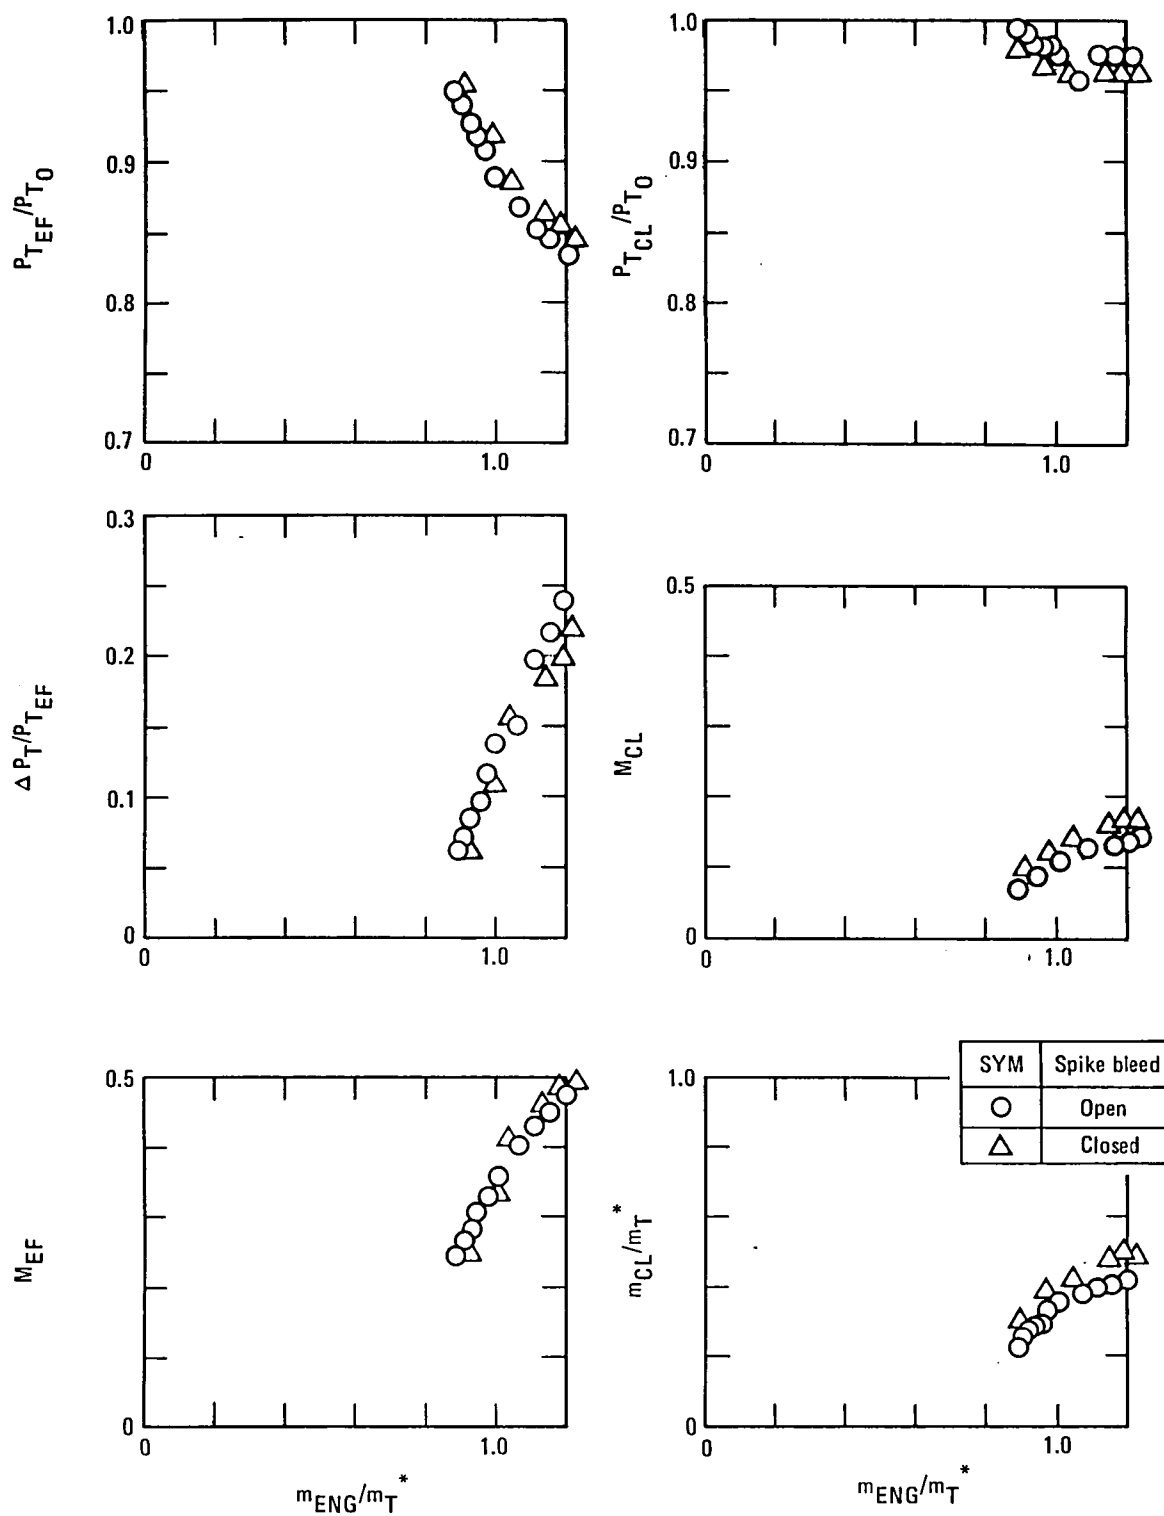 1.0
0.9
0.8
0.7
0
1.0
P_{T_{EF}}/P_{T_0}
1.0
0.9
0.8
0.7
0
1.0
P_{T_{CL}}/P_{T_0}
0.3
0.2
0.1
0
0
1.0
Δ P_T/P_{T_{EF}}
0.5
0
0
1.0
M_{CL}
0.5
0
0
1.0
M_{EF}
m_{ENG}/m_T^*
SYM Spike bleed
○ Open
△ Closed
1.0
0
0
1.0
m_{CL}/m_T^*
m_{ENG}/m_T^*